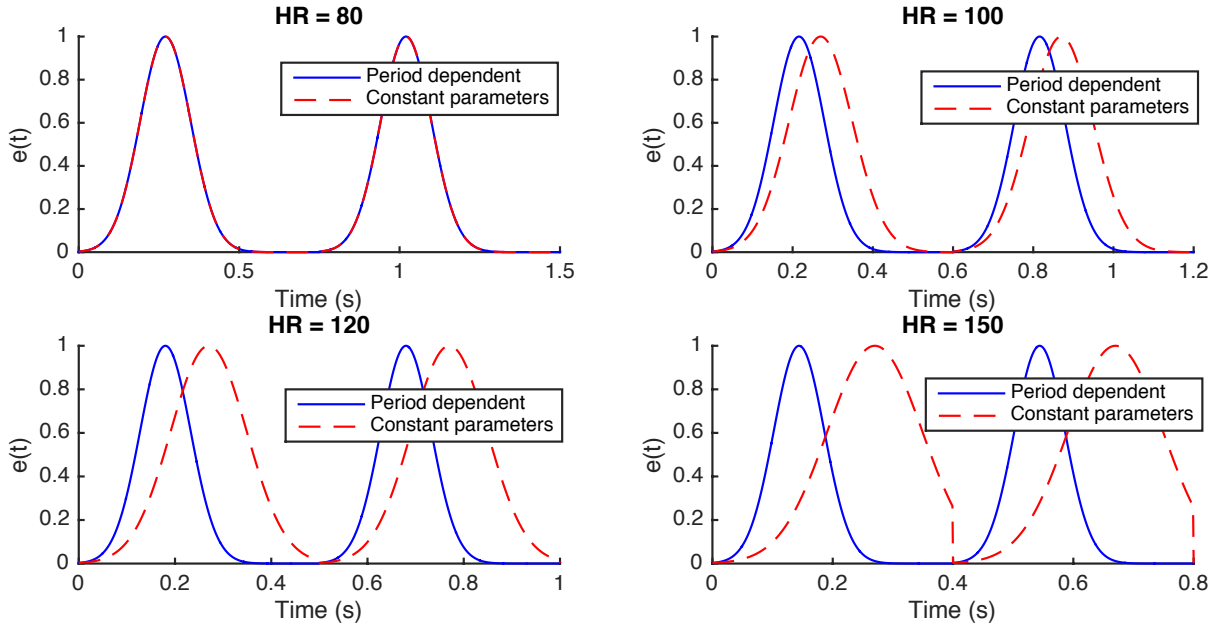 HR = 80
1
0.8
0.6
0.4
0.2
0
e(t)
Period dependent
Constant parameters
0
0.5
1
1.5
Time (s)
HR = 100
1
0.8
0.6
0.4
0.2
0
e(t)
Period dependent
Constant parameters
0
0.2
0.4
0.6
0.8
1
1.2
Time (s)
HR = 120
1
0.8
0.6
0.4
0.2
0
e(t)
Period dependent
Constant parameters
0
0.2
0.4
0.6
0.8
1
Time (s)
HR = 150
1
0.8
0.6
0.4
0.2
0
e(t)
Period dependent
Constant parameters
0
0.2
0.4
0.6
0.8
Time (s)